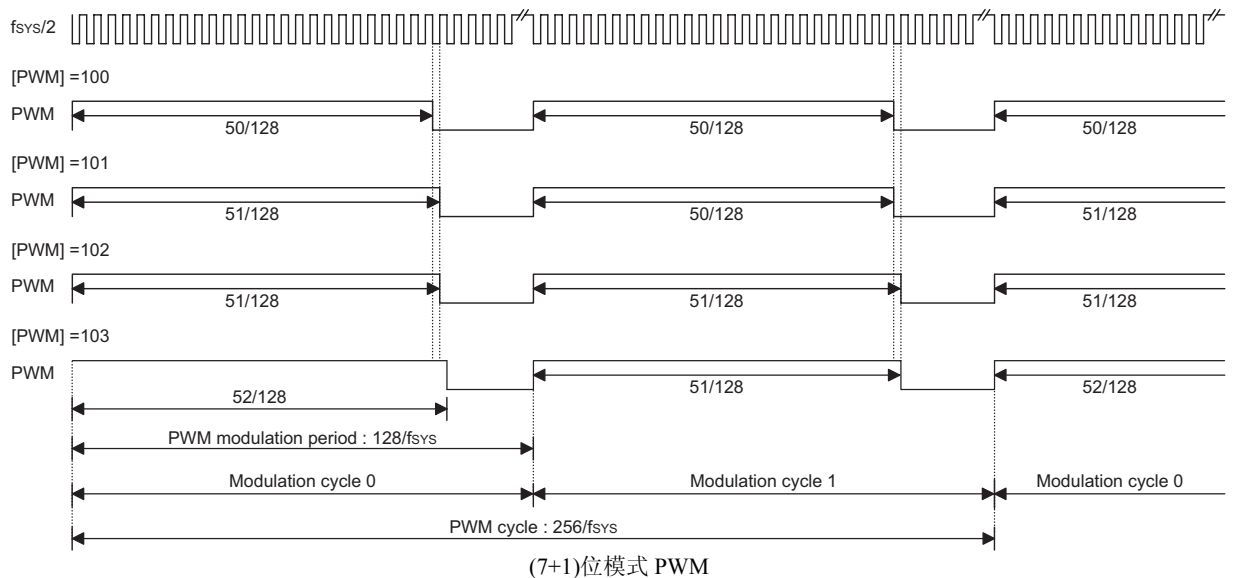 fSYS/2
[PWM] =100
PWM
50/128
50/128
50/128
[PWM] =101
PWM
51/128
50/128
51/128
[PWM] =102
PWM
51/128
51/128
51/128
[PWM] =103
PWM
52/128
51/128
52/128
PWM modulation period : 128/fSYS
Modulation cycle 0
Modulation cycle 1
Modulation cycle 0
PWM cycle : 256/fSYS
(7+1)位模式 PWM